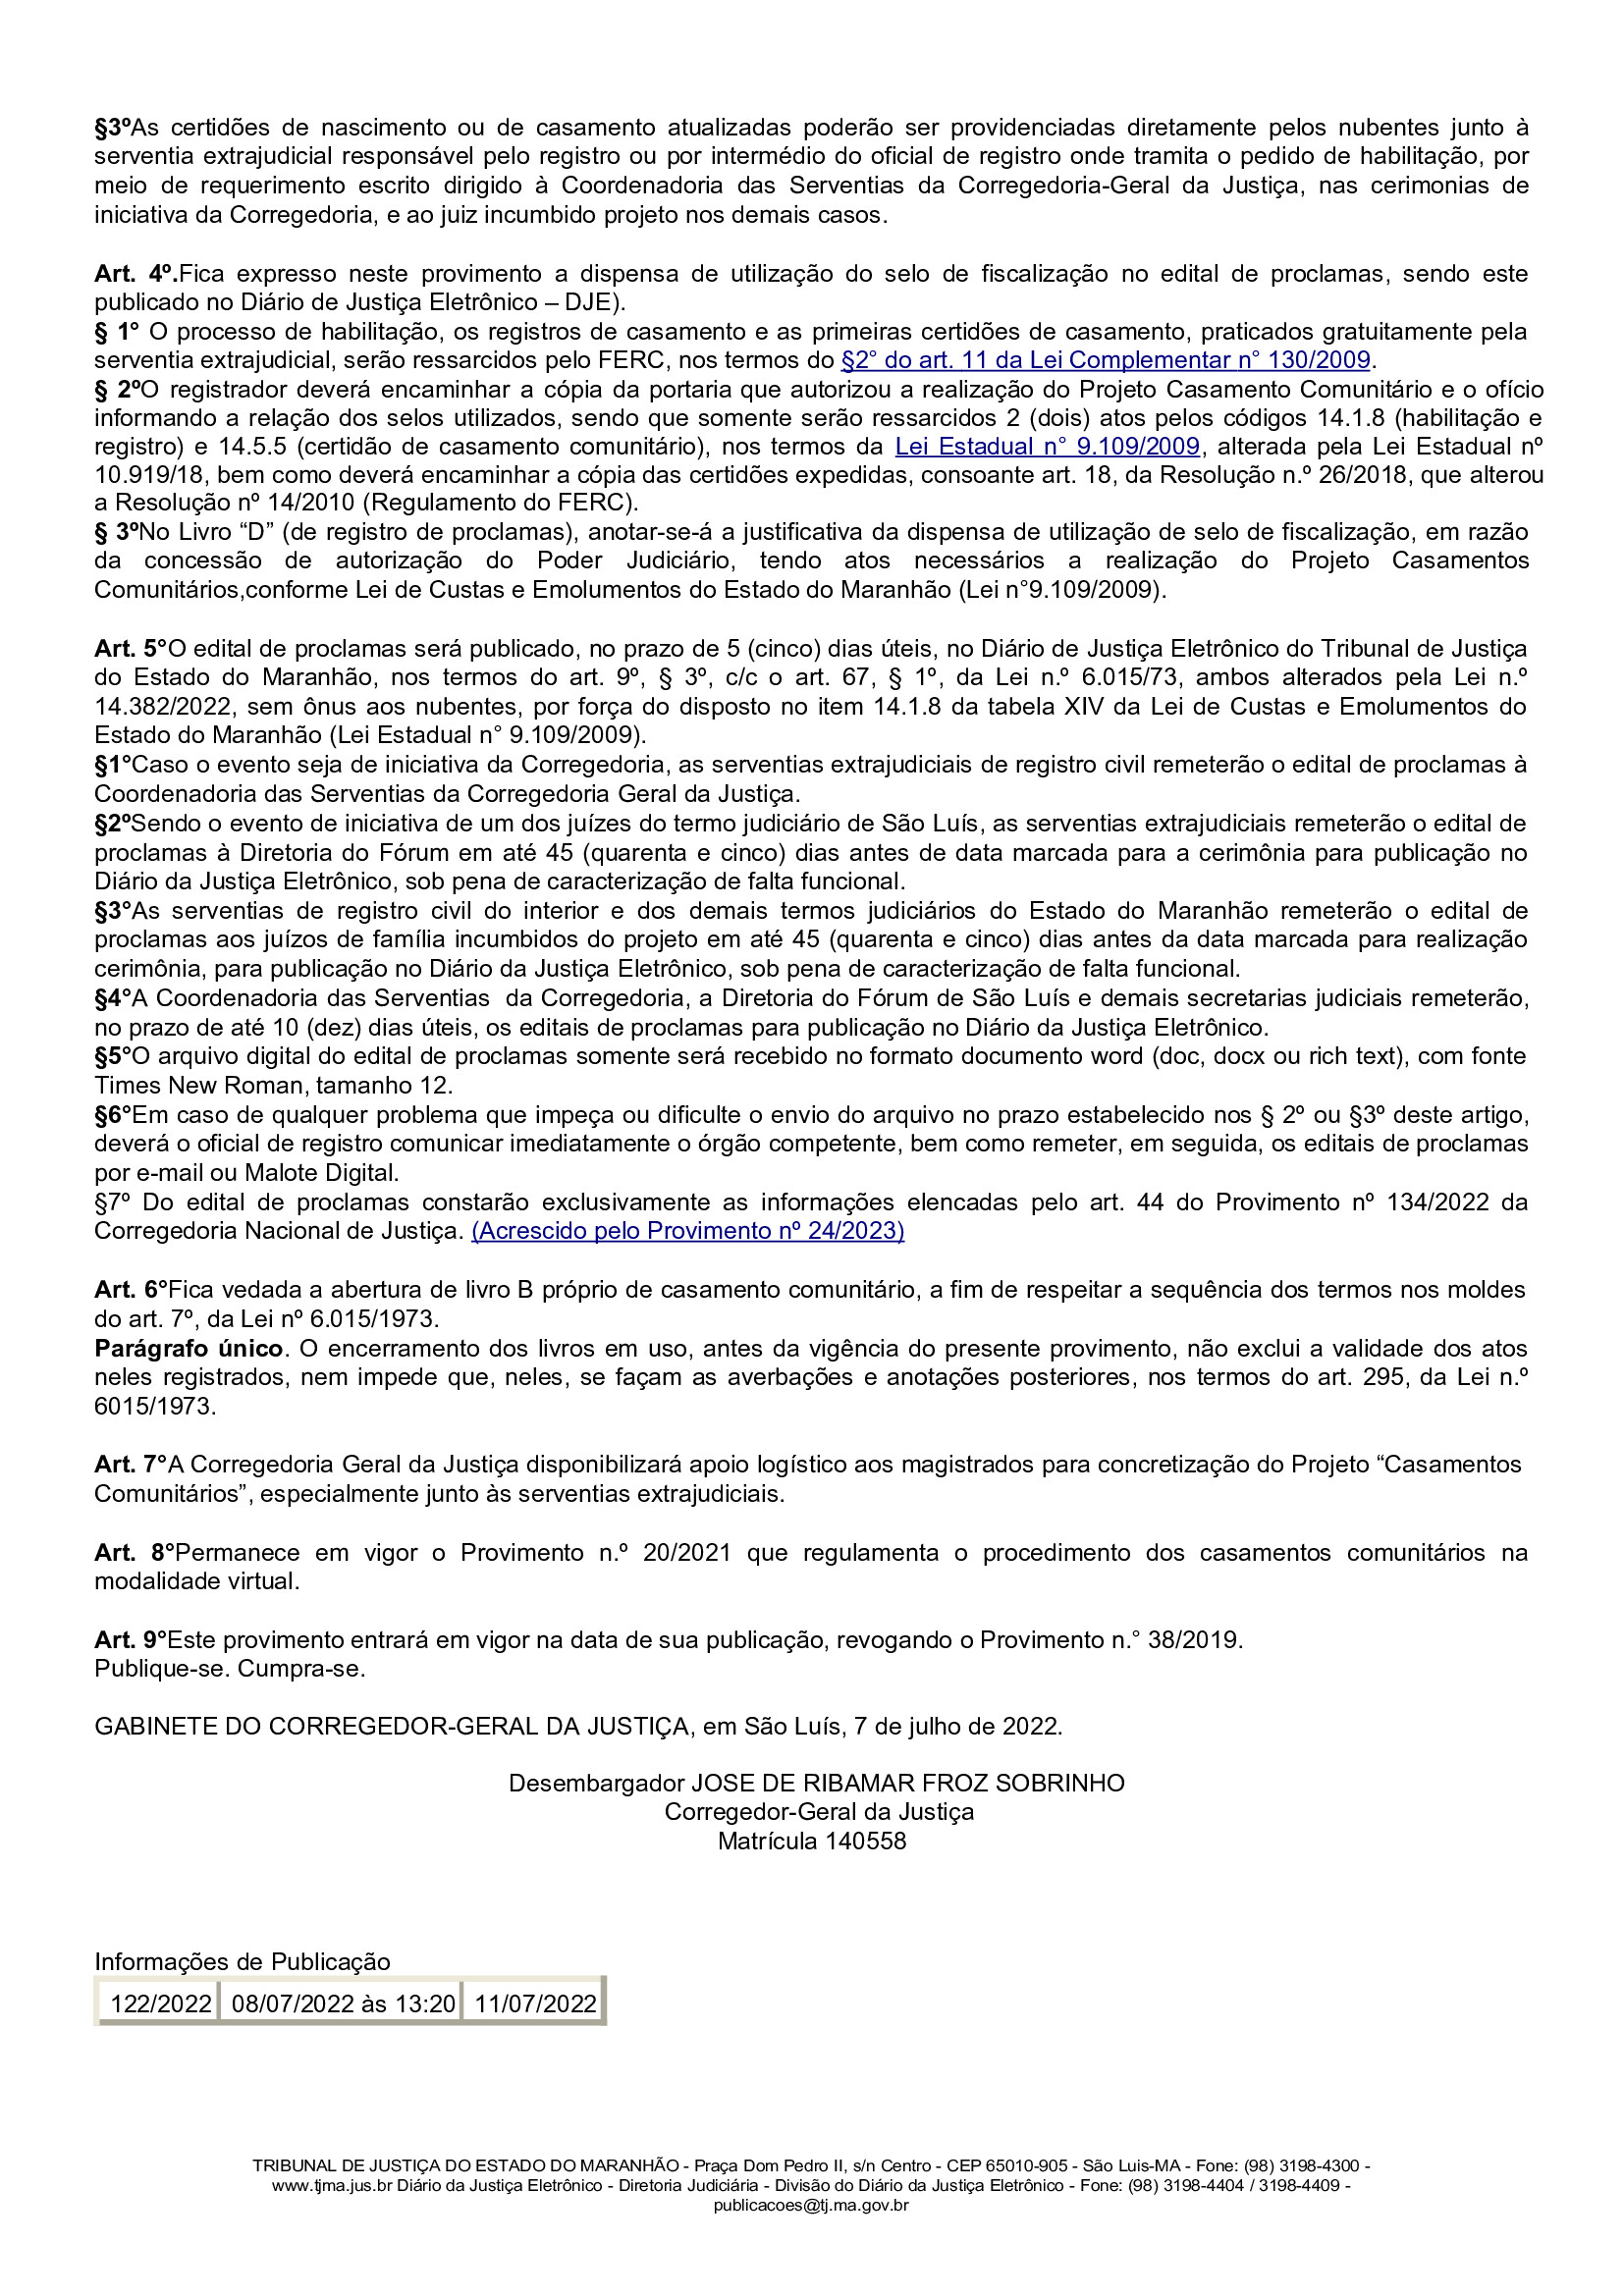 §3ºAs certidões de nascimento ou de casamento atualizadas poderão ser providenciadas diretamente pelos nubentes junto à
serventia extrajudicial responsável pelo registro ou por intermédio do oficial de registro onde tramita o pedido de habilitação, por
meio de requerimento escrito dirigido à Coordenadoria das Serventias da Corregedoria-Geral da Justiça, nas cerimonias de
iniciativa da Corregedoria, e ao juiz incumbido projeto nos demais casos.
Art. 4º.Fica expresso neste provimento a dispensa de utilização do selo de fiscalização no edital de proclamas, sendo este
publicado no Diário de Justiça Eletrônico – DJE).
§ 1° O processo de habilitação, os registros de casamento e as primeiras certidões de casamento, praticados gratuitamente pela
serventia extrajudicial, serão ressarcidos pelo FERC, nos termos do §2° do art. 11 da Lei Complementar n° 130/2009.
§ 2ºO registrador deverá encaminhar a cópia da portaria que autorizou a realização do Projeto Casamento Comunitário e o ofício
informando a relação dos selos utilizados, sendo que somente serão ressarcidos 2 (dois) atos pelos códigos 14.1.8 (habilitação e
registro) e 14.5.5 (certidão de casamento comunitário), nos termos da Lei Estadual n° 9.109/2009, alterada pela Lei Estadual nº
10.919/18, bem como deverá encaminhar a cópia das certidões expedidas, consoante art. 18, da Resolução n.º 26/2018, que alterou
a Resolução nº 14/2010 (Regulamento do FERC).
§ 3ºNo Livro “D” (de registro de proclamas), anotar-se-á a justificativa da dispensa de utilização de selo de fiscalização, em razão
da concessão de autorização do Poder Judiciário, tendo atos necessários a realização do Projeto Casamentos
Comunitários,conforme Lei de Custas e Emolumentos do Estado do Maranhão (Lei n°9.109/2009).
Art. 5°O edital de proclamas será publicado, no prazo de 5 (cinco) dias úteis, no Diário de Justiça Eletrônico do Tribunal de Justiça
do Estado do Maranhão, nos termos do art. 9º, § 3º, c/c o art. 67, § 1º, da Lei n.º 6.015/73, ambos alterados pela Lei n.º
14.382/2022, sem ônus aos nubentes, por força do disposto no item 14.1.8 da tabela XIV da Lei de Custas e Emolumentos do
Estado do Maranhão (Lei Estadual n° 9.109/2009).
§1°Caso o evento seja de iniciativa da Corregedoria, as serventias extrajudiciais de registro civil remeterão o edital de proclamas à
Coordenadoria das Serventias da Corregedoria Geral da Justiça.
§2ºSendo o evento de iniciativa de um dos juízes do termo judiciário de São Luís, as serventias extrajudiciais remeterão o edital de
proclamas à Diretoria do Fórum em até 45 (quarenta e cinco) dias antes de data marcada para a cerimônia para publicação no
Diário da Justiça Eletrônico, sob pena de caracterização de falta funcional.
§3°As serventias de registro civil do interior e dos demais termos judiciários do Estado do Maranhão remeterão o edital de
proclamas aos juízos de família incumbidos do projeto em até 45 (quarenta e cinco) dias antes da data marcada para realização
cerimônia, para publicação no Diário da Justiça Eletrônico, sob pena de caracterização de falta funcional.
§4°A Coordenadoria das Serventias  da Corregedoria, a Diretoria do Fórum de São Luís e demais secretarias judiciais remeterão,
no prazo de até 10 (dez) dias úteis, os editais de proclamas para publicação no Diário da Justiça Eletrônico.
§5°O arquivo digital do edital de proclamas somente será recebido no formato documento word (doc, docx ou rich text), com fonte
Times New Roman, tamanho 12.
§6°Em caso de qualquer problema que impeça ou dificulte o envio do arquivo no prazo estabelecido nos § 2º ou §3º deste artigo,
deverá o oficial de registro comunicar imediatamente o órgão competente, bem como remeter, em seguida, os editais de proclamas
por e-mail ou Malote Digital.
§7º Do edital de proclamas constarão exclusivamente as informações elencadas pelo art. 44 do Provimento nº 134/2022 da
Corregedoria Nacional de Justiça. (Acrescido pelo Provimento nº 24/2023)
Art. 6°Fica vedada a abertura de livro B próprio de casamento comunitário, a fim de respeitar a sequência dos termos nos moldes
do art. 7º, da Lei nº 6.015/1973.
Parágrafo único. O encerramento dos livros em uso, antes da vigência do presente provimento, não exclui a validade dos atos
neles registrados, nem impede que, neles, se façam as averbações e anotações posteriores, nos termos do art. 295, da Lei n.º
6015/1973.
Art. 7°A Corregedoria Geral da Justiça disponibilizará apoio logístico aos magistrados para concretização do Projeto “Casamentos
Comunitários”, especialmente junto às serventias extrajudiciais.
Art. 8°Permanece em vigor o Provimento n.º 20/2021 que regulamenta o procedimento dos casamentos comunitários na
modalidade virtual.
Art. 9°Este provimento entrará em vigor na data de sua publicação, revogando o Provimento n.° 38/2019.
Publique-se. Cumpra-se.
GABINETE DO CORREGEDOR-GERAL DA JUSTIÇA, em São Luís, 7 de julho de 2022.
Desembargador JOSE DE RIBAMAR FROZ SOBRINHO
Corregedor-Geral da Justiça
Matrícula 140558
Informações de Publicação
122/2022 08/07/2022 às 13:20 11/07/2022
TRIBUNAL DE JUSTIÇA DO ESTADO DO MARANHÃO - Praça Dom Pedro II, s/n Centro - CEP 65010-905 - São Luis-MA - Fone: (98) 3198-4300 -
www.tjma.jus.br Diário da Justiça Eletrônico - Diretoria Judiciária - Divisão do Diário da Justiça Eletrônico - Fone: (98) 3198-4404 / 3198-4409 -
publicacoes@tj.ma.gov.br